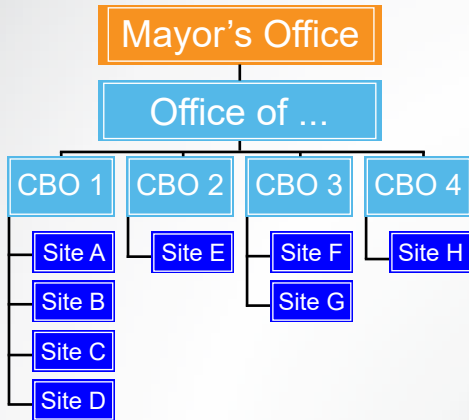 Mayor’s Office
Office of ...
CBO 1
CBO 2
CBO 3
CBO 4
Site A
Site E
Site F
Site H
Site B
Site G
Site C
Site D